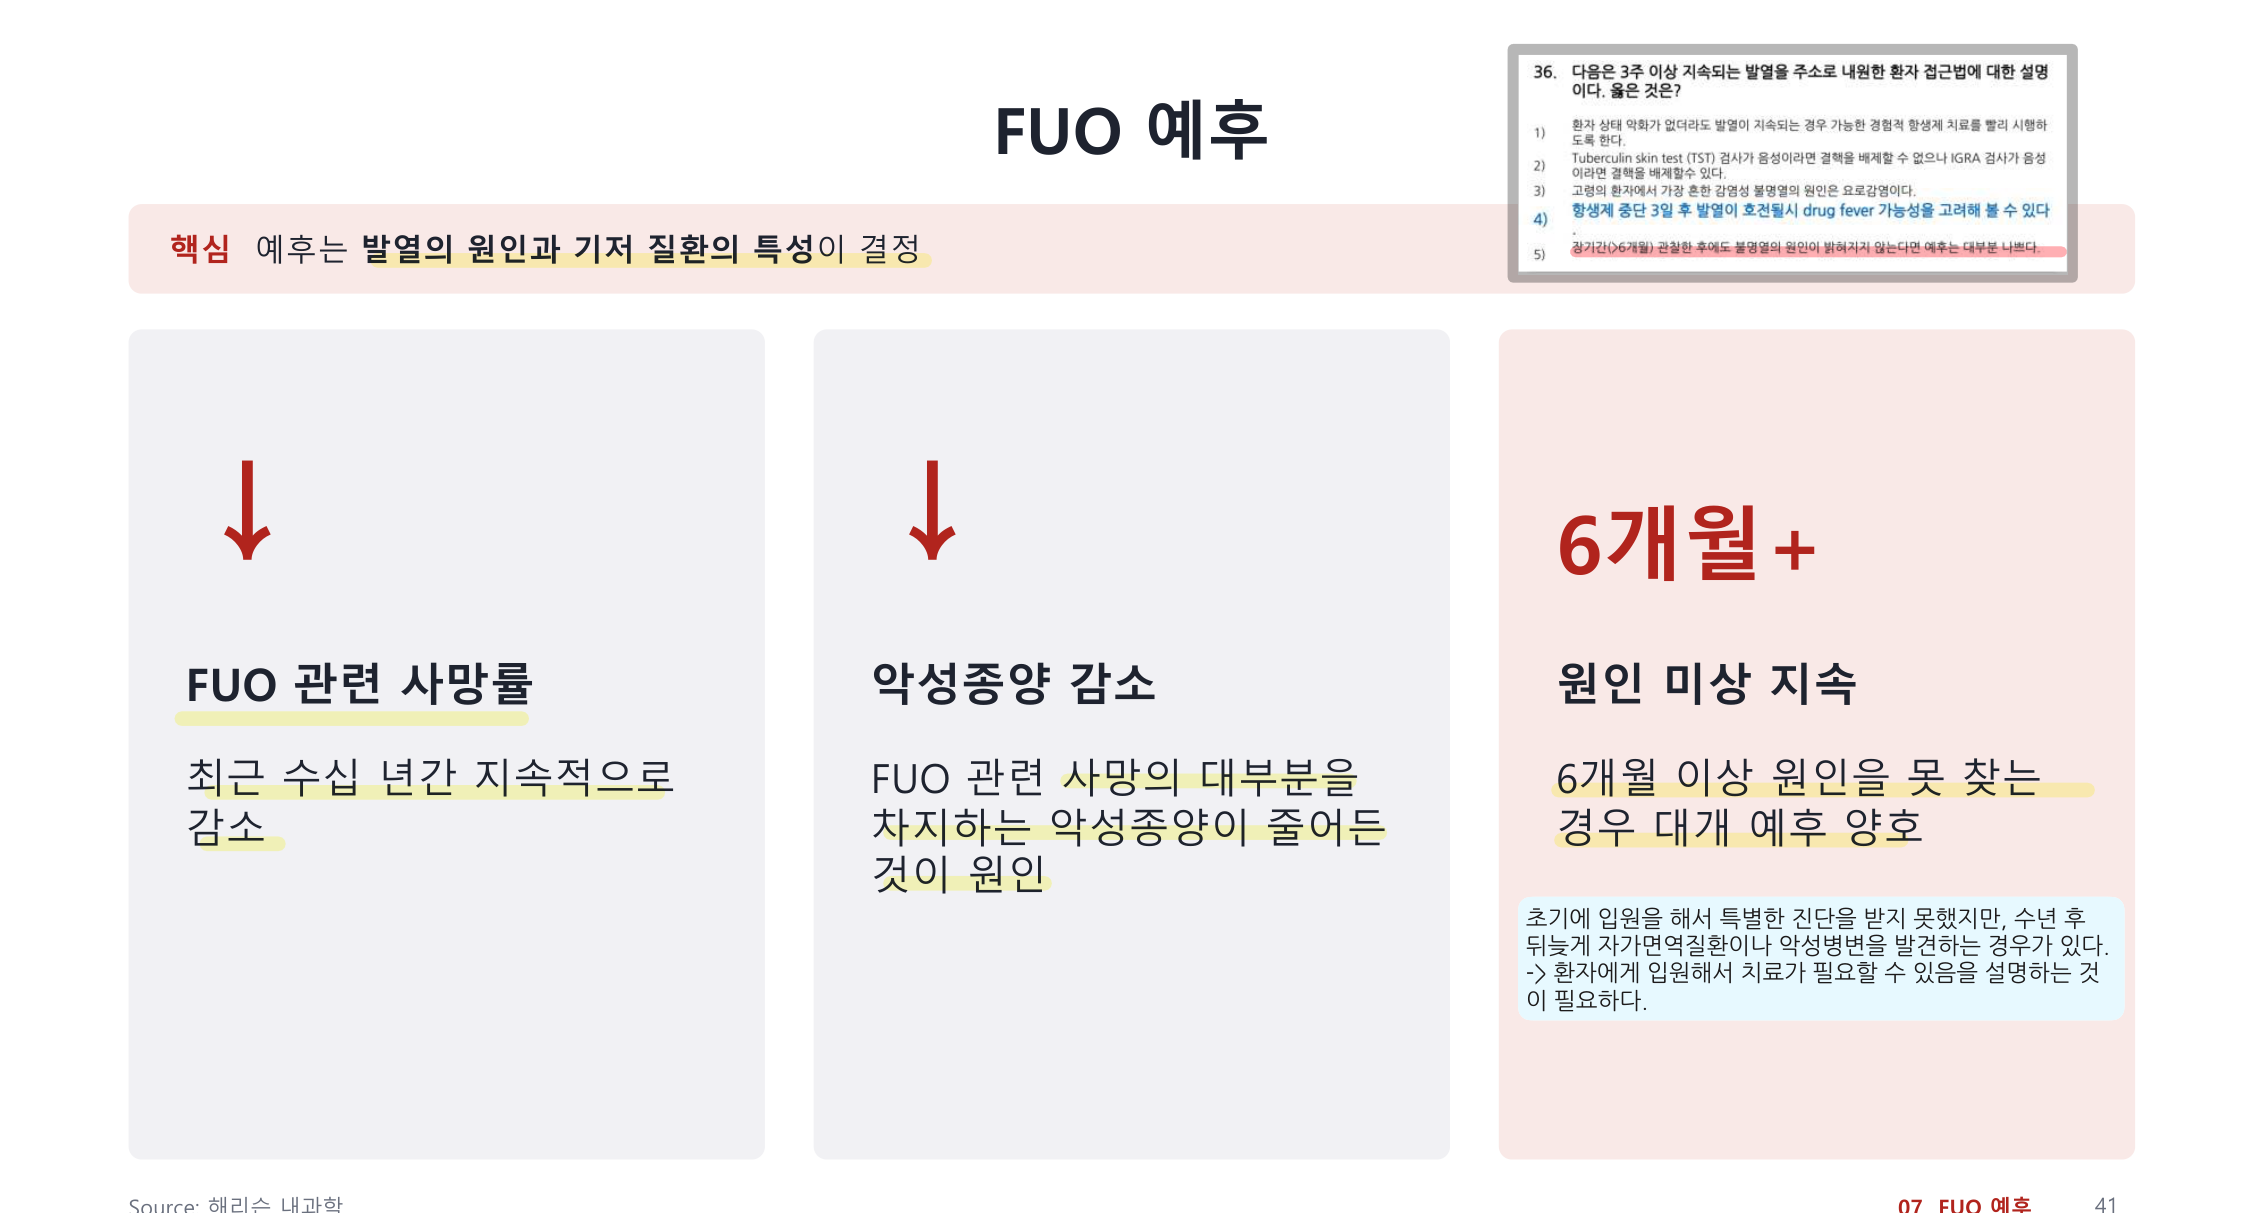 FUO 예후
36. 다음은 3주 이상 지속되는 발열을 주소로 내원한 환자 접근법에 대한 설명
이다. 옳은 것은?
1) 환자 상태 악화가 없더라도 발열이 지속되는 경우 가능한 경험적 항생제 치료를 빨리 시행하
도록 한다.
2) Tuberculin skin test (TST) 검사가 음성이라면 결핵을 배제할 수 없으나 IGRA 검사가 음성
이라면 결핵을 배제할수 있다.
3) 고령의 환자에서 가장 흔한 감염성 불명열의 원인은 요로감염이다.
4) 항생제 중단 3일 후 발열이 호전될시 drug fever 가능성을 고려해 볼 수 있다
.
5) 장기간(>6개월) 관찰한 후에도 불명열의 원인이 밝혀지지 않는다면 예후는 대부분 나쁘다.
핵심 예후는 발열의 원인과 기저 질환의 특성이 결정
↓
FUO 관련 사망률
최근 수십 년간 지속적으로
감소
↓
악성종양 감소
FUO 관련 사망의 대부분을
차지하는 악성종양이 줄어든
것이 원인
6개월+
원인 미상 지속
6개월 이상 원인을 못 찾는
경우 대개 예후 양호
초기에 입원을 해서 특별한 진단을 받지 못했지만, 수년 후
뒤늦게 자가면역질환이나 악성병변을 발견하는 경우가 있다.
-> 환자에게 입원해서 치료가 필요할 수 있음을 설명하는 것
이 필요하다.
Source: 해리슨 내과학
07 FUO 예후 41